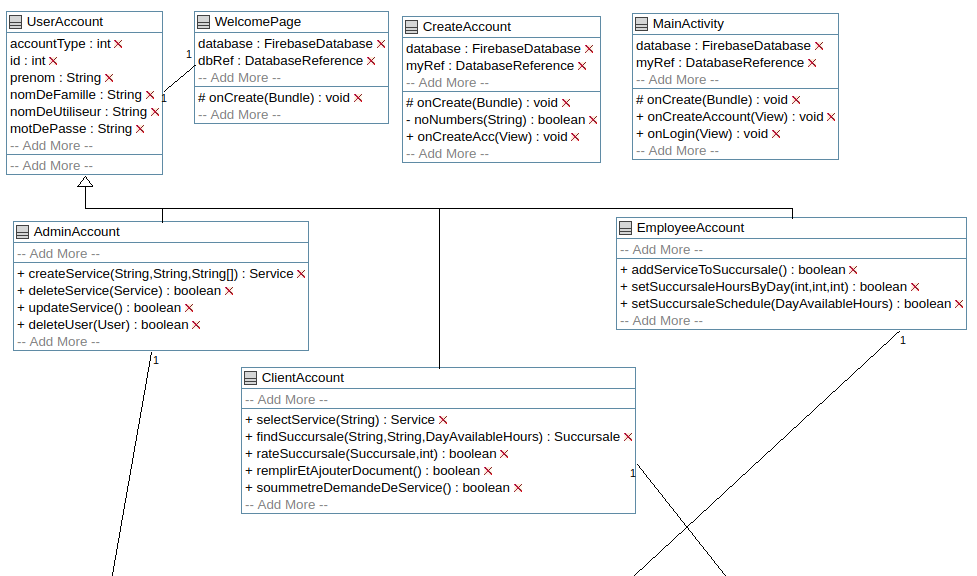 UserAccount
accountType : int
id : int
prenom : String
nomDeFamille : String
nomDeUtiliseur : String
motDePasse : String
-- Add More --
-- Add More --
1
1
WelcomePage
database : FirebaseDatabase
dbRef : DatabaseReference
-- Add More --
# onCreate(Bundle) : void
-- Add More --
CreateAccount
database : FirebaseDatabase
myRef : DatabaseReference
-- Add More --
# onCreate(Bundle) : void
- noNumbers(String) : boolean
+ onCreateAcc(View) : void
-- Add More --
MainActivity
database : FirebaseDatabase
myRef : DatabaseReference
-- Add More --
# onCreate(Bundle) : void
+ onCreateAccount(View) : void
+ onLogin(View) : void
-- Add More --
AdminAccount
-- Add More --
+ createService(String,String,String[]) : Service
+ deleteService(Service) : boolean
+ updateService() : boolean
+ deleteUser(User) : boolean
-- Add More --
1
EmployeeAccount
-- Add More --
+ addServiceToSuccursale() : boolean
+ setSuccursaleHoursByDay(int,int,int) : boolean
+ setSuccursaleSchedule(DayAvailableHours) : boolean
-- Add More --
1
ClientAccount
-- Add More --
+ selectService(String) : Service
+ findSuccursale(String,String,DayAvailableHours) : Succursale
+ rateSuccursale(Succursale,int) : boolean
+ remplirEtAjouterDocument() : boolean
+ soummetreDemandeDeService() : boolean
-- Add More --
1